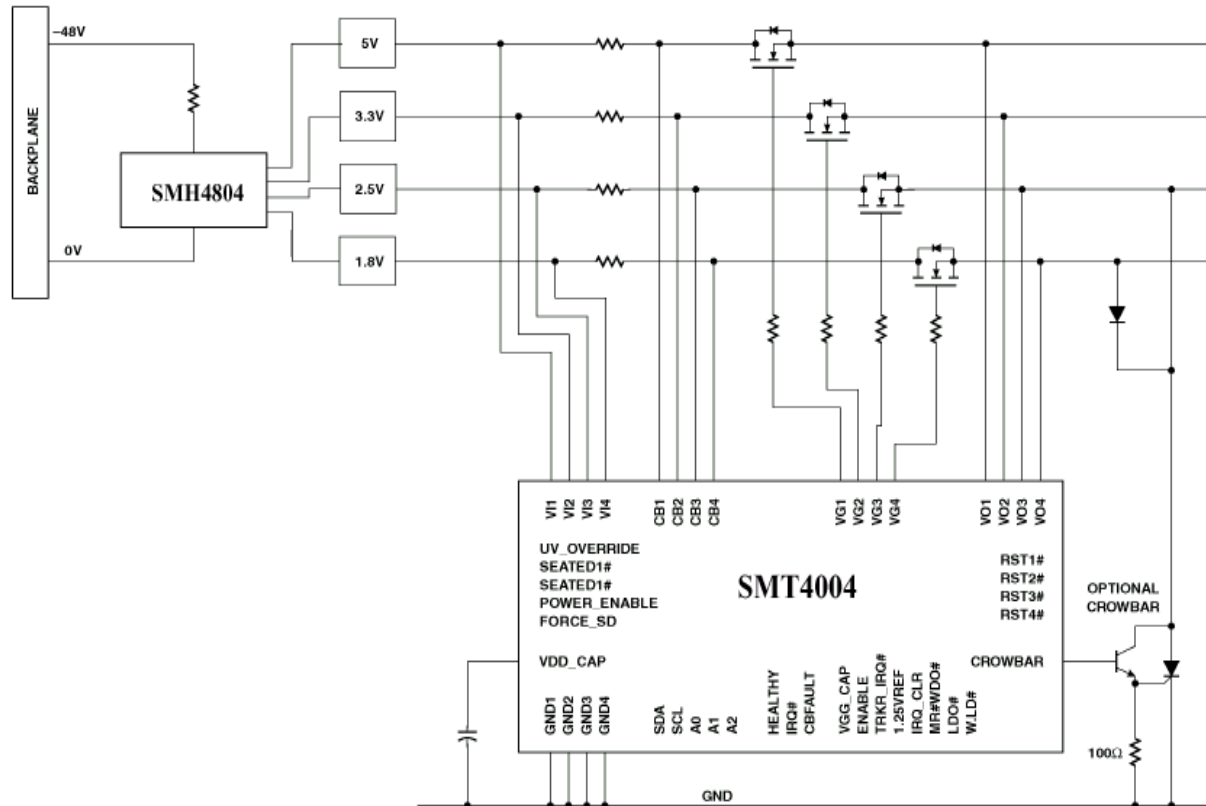 –48V
BACKPLANE
0V
SMH4804
5V
3.3V
2.5V
1.8V
VI1
VI2
VI3
VI4
CB1
CB2
CB3
CB4
VG1
VG2
VG3
VG4
VO1
VO2
VO3
VO4
UV_OVERRIDE
SEATED1#
SEATED1#
POWER_ENABLE
FORCE_SD
SMT4004
RST1#
RST2#
RST3#
RST4#
OPTIONAL
CROWBAR
VDD_CAP
CROWBAR
GND1
GND2
GND3
GND4
SDA
SCL
A0
A1
A2
HEALTHY
IRQ#
CBFAULT
VGG_CAP
ENABLE
TRKR_IRQ#
1.25VREF
IRQ_CLR
MR#WDO#
LDO#
W.LD#
100Ω
GND